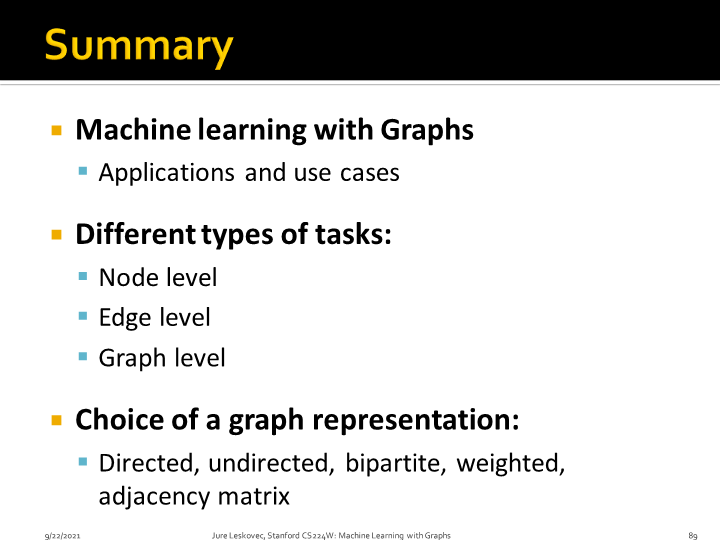 Summary
Machine learning with Graphs
Applications and use cases
Different types of tasks:
Node level
Edge level
Graph level
Choice of a graph representation:
Directed, undirected, bipartite, weighted,
adjacency matrix
9/22/2021
Jure Leskovec, Stanford CS224W: Machine Learning with Graphs
89